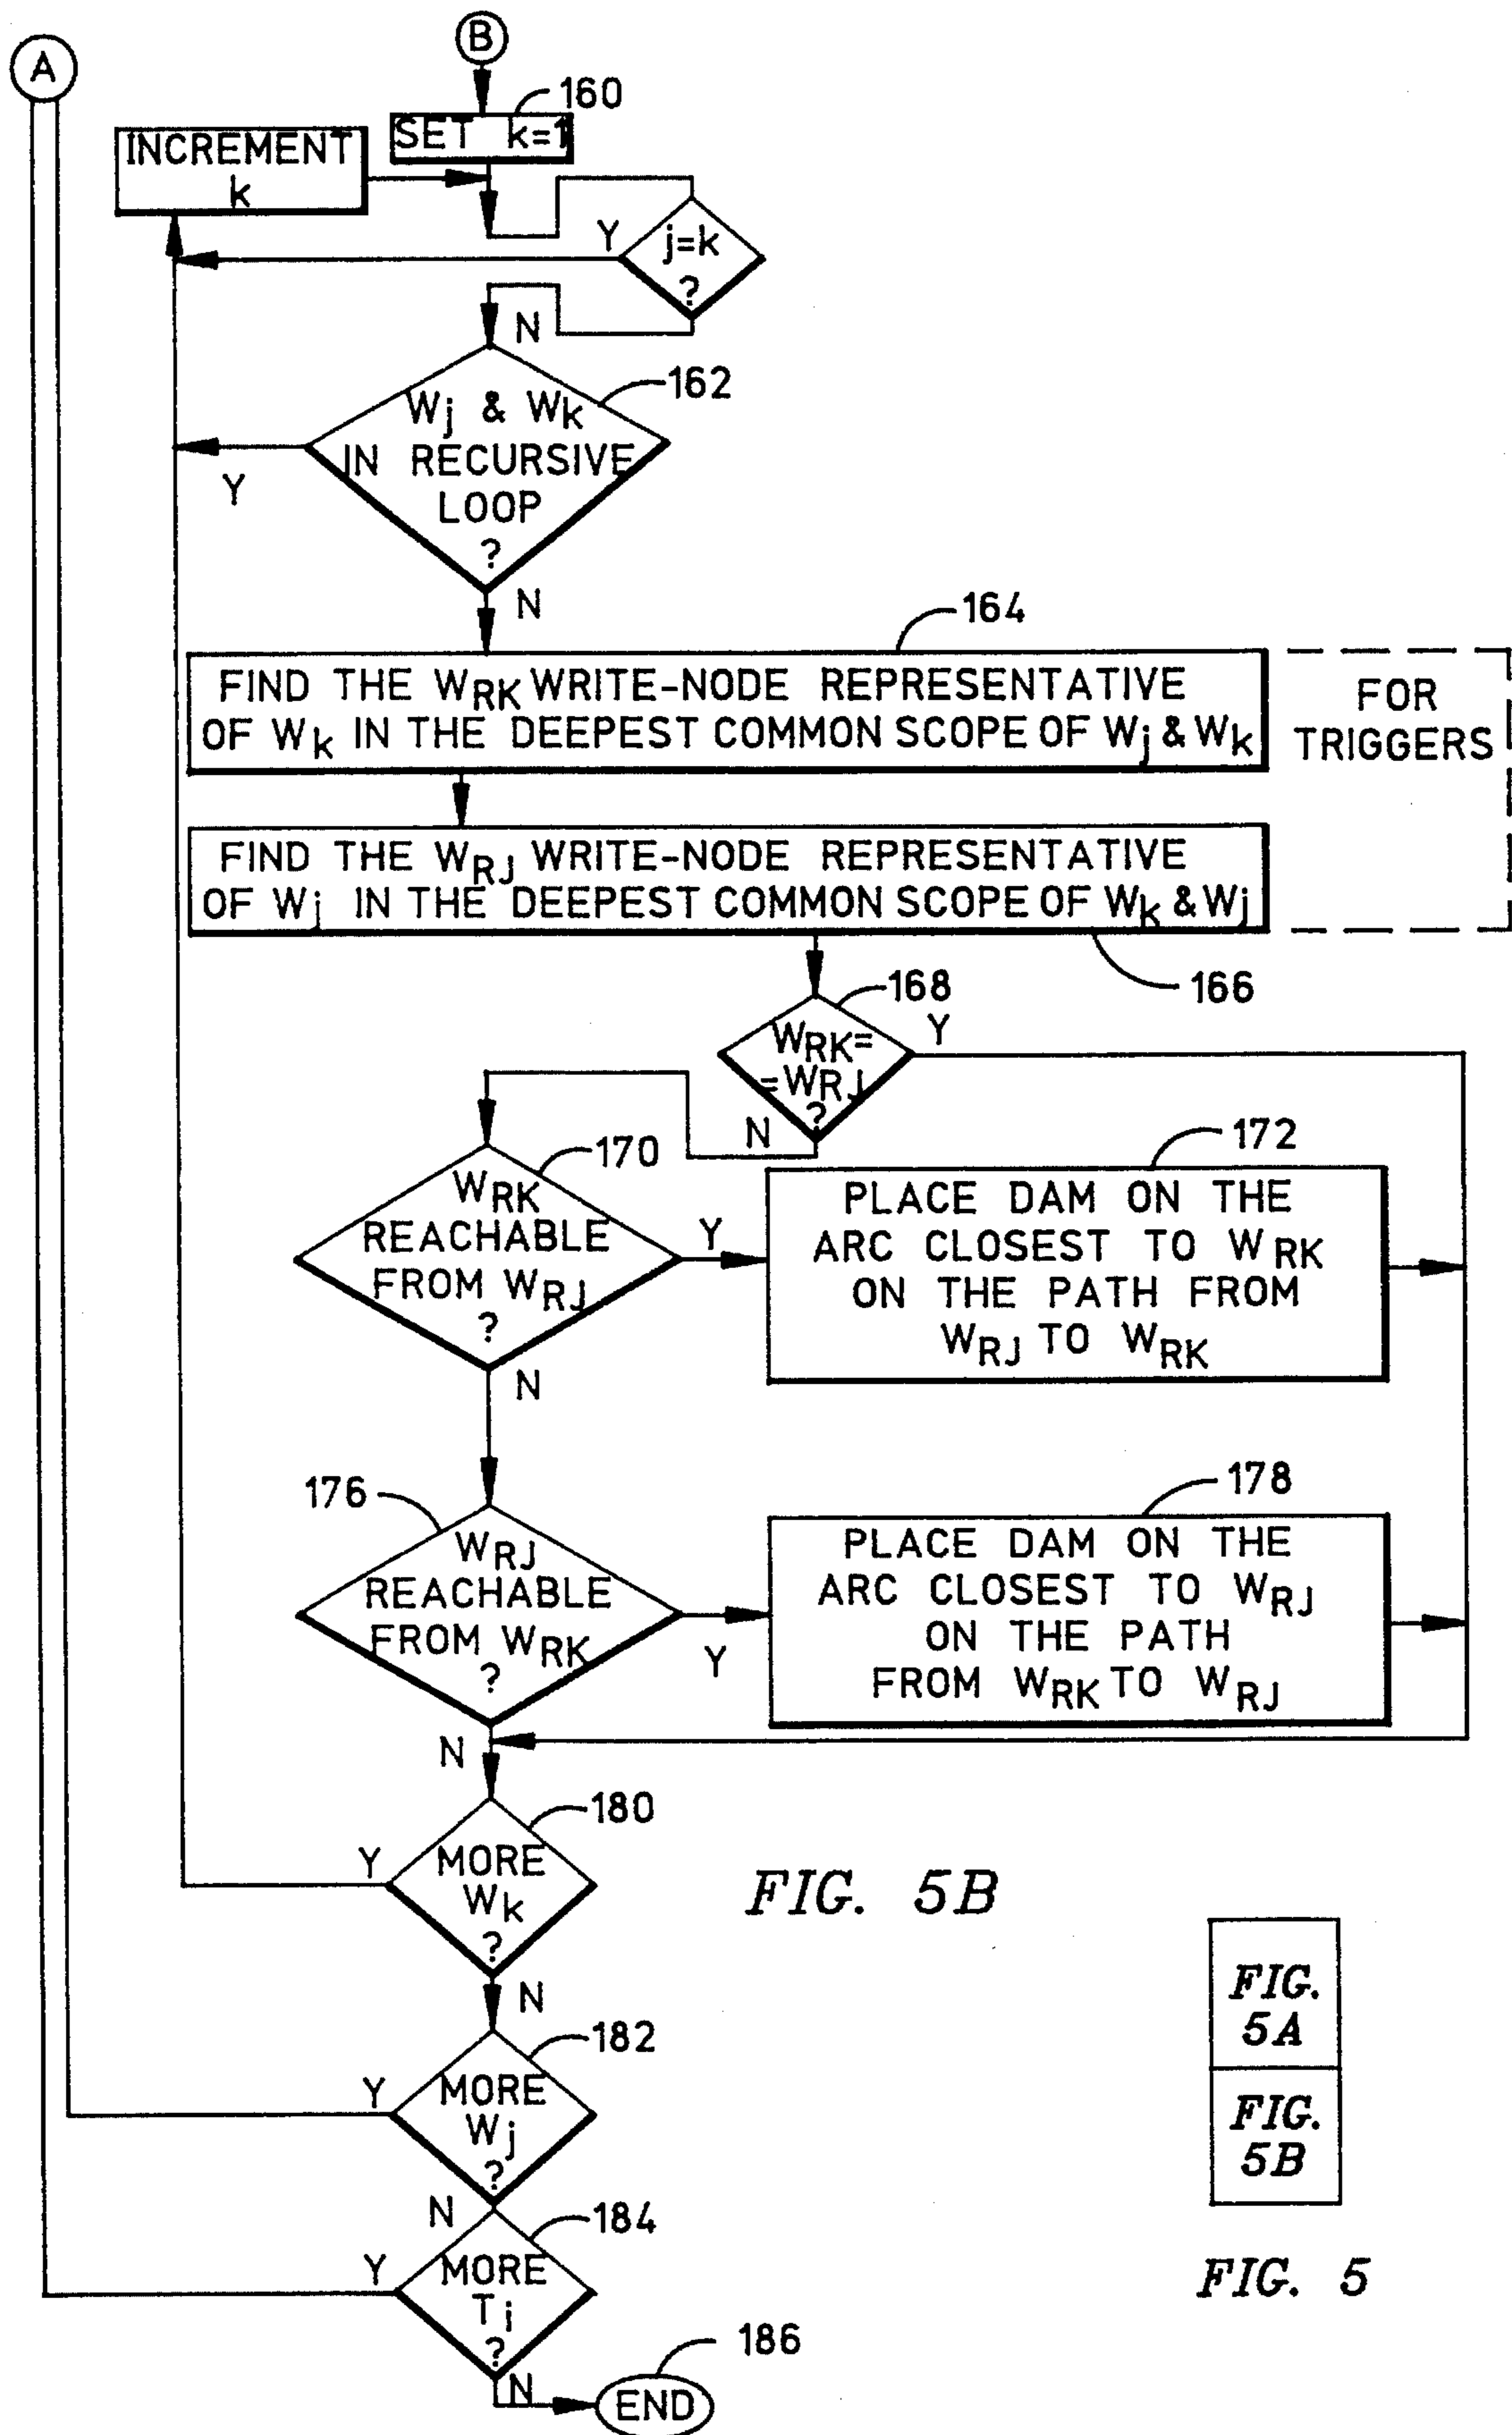 A
B
160
SET k=1
INCREMENT
k
Y
j=k
?
N
162
Wj & Wk
IN RECURSIVE
LOOP
?
Y
N
164
FIND THE WRK WRITE-NODE REPRESENTATIVE
OF Wk IN THE DEEPEST COMMON SCOPE OF Wj & Wk
FOR
TRIGGERS
FIND THE WRJ WRITE-NODE REPRESENTATIVE
OF Wj IN THE DEEPEST COMMON SCOPE OF Wk & Wj
166
168
WRK=
=WRJ
?
Y
N
170
WRK
REACHABLE
FROM WRJ
?
Y
N
172
PLACE DAM ON THE
ARC CLOSEST TO WRK
ON THE PATH FROM
WRJ TO WRK
176
WRJ
REACHABLE
FROM WRK
?
Y
N
178
PLACE DAM ON THE
ARC CLOSEST TO WRJ
ON THE PATH
FROM WRK TO WRJ
180
MORE
Wk
?
Y
N
FIG. 5B
182
MORE
Wj
?
Y
N
184
MORE
Ti
?
Y
N
186
END
FIG.
5A
FIG.
5B
FIG. 5